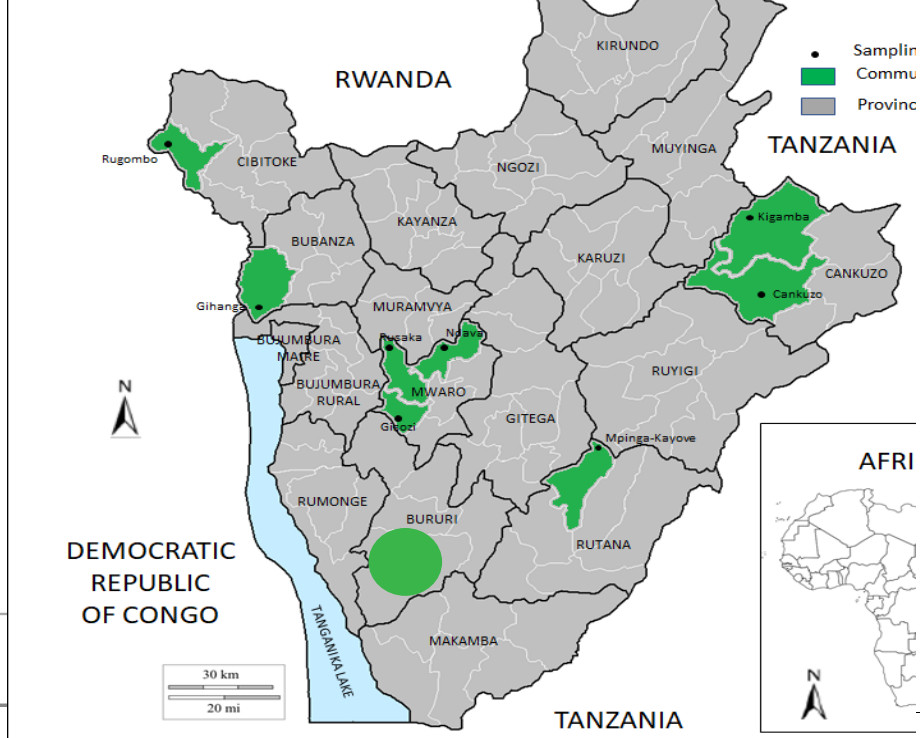 KIRUNDO
Samplin
Commu
Provinc
RWANDA
TANZANIA
MUYINGA
Rugombo
CIBITOKE
NGOZI
Kigamba
KAYANZA
BUBANZA
KARUZI
CANKUZO
Cankuzo
Gihanga
MURAMVYA
Rusaka
Ndava
BUJUMBURA
MAIRE
RUYIGI
BUJUMBURA
RURAL
MWARO
N
GITEGA
Gisozi
Mpinga-Kayove
AFRI
RUMONGE
BURURI
RUTANA
DEMOCRATIC
REPUBLIC
OF CONGO
TANGANIKA LAKE
MAKAMBA
30 km
20 mi
N
TANZANIA